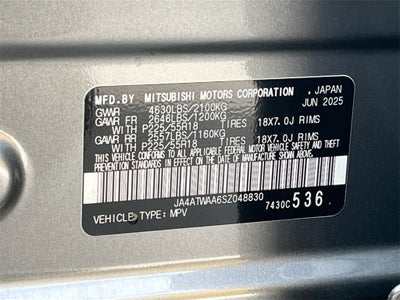 MFD.BY MITSUBISHI MOTORS CORPORATION ,JAPAN
GVWR 4630LBS/2100KG JUN 2025
GAWR FR 2646LBS/1200KG
WITH P225/55R18 TIRES 18X7.0J RIMS
GAWR RR 2557LBS/1160KG
WITH P225/55R18 TIRES 18X7.0J RIMS
THIS VEHICLE CONFORMS TO ALL APPLICABLE FEDERAL MOTOR VEHICLE SAFETY AND THEFT
PREVENTION STANDARDS IN EFFECT ON THE DATE OF MANUFACTURE SHOWN ABOVE.
JA4ATWAA6SZ048830
VEHICLE TYPE: MPV 7430C 536.